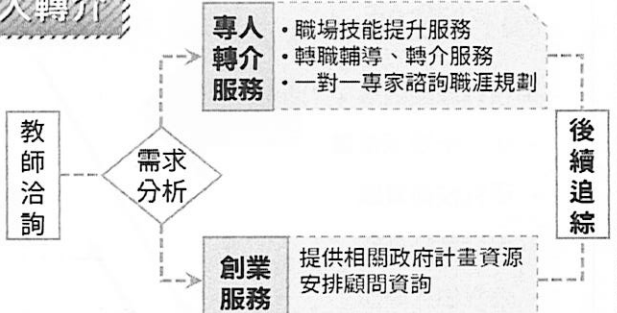 人轉介
教師洽詢
需求
分析
專人
轉介
服務
・職場技能提升服務
・轉職輔導、轉介服務
・一對一專家諮詢職涯規劃
創業
服務
提供相關政府計畫資源
安排顧問資詢
後續追綜